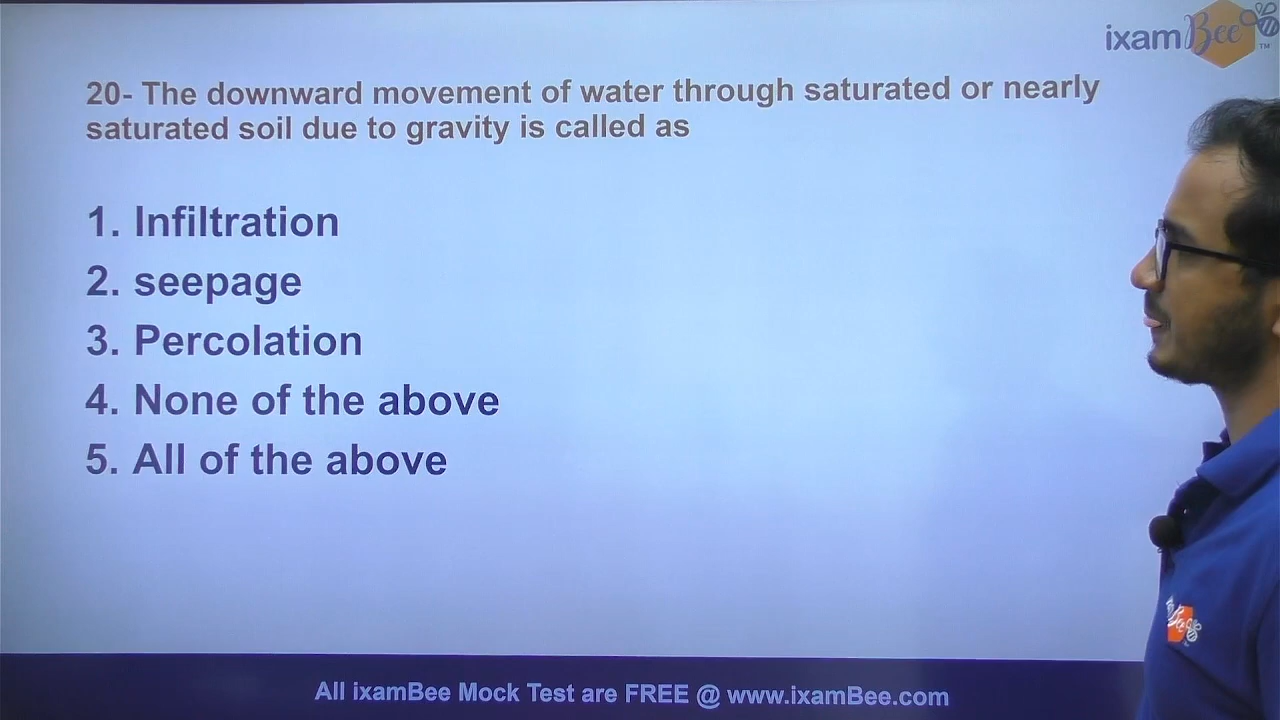 ixamBee
TM
20- The downward movement of water through saturated or nearly
saturated soil due to gravity is called as
1. Infiltration
2. seepage
3. Percolation
4. None of the above
5. All of the above
Bee
All ixamBee Mock Test are FREE @ www.ixamBee.com